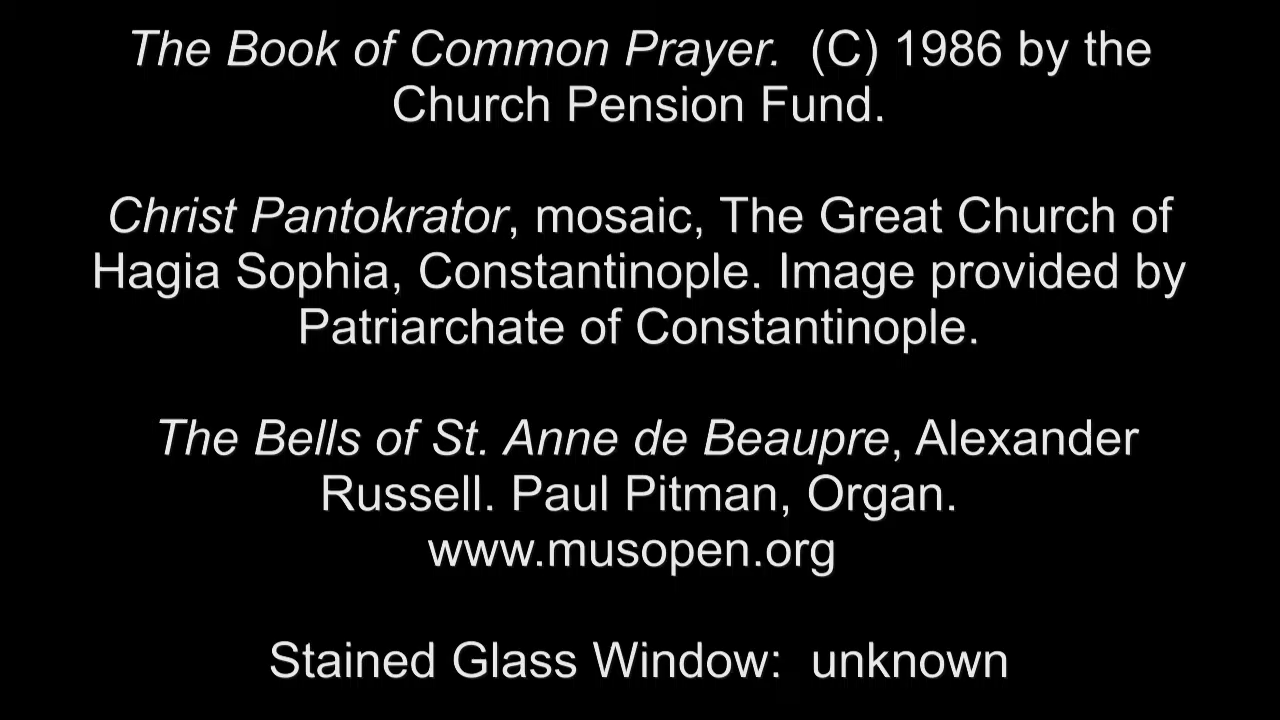 The Book of Common Prayer.  (C) 1986 by the
Church Pension Fund.
Christ Pantokrator, mosaic, The Great Church of
Hagia Sophia, Constantinople. Image provided by
Patriarchate of Constantinople.
The Bells of St. Anne de Beaupre, Alexander
Russell. Paul Pitman, Organ.
www.musopen.org
Stained Glass Window:  unknown